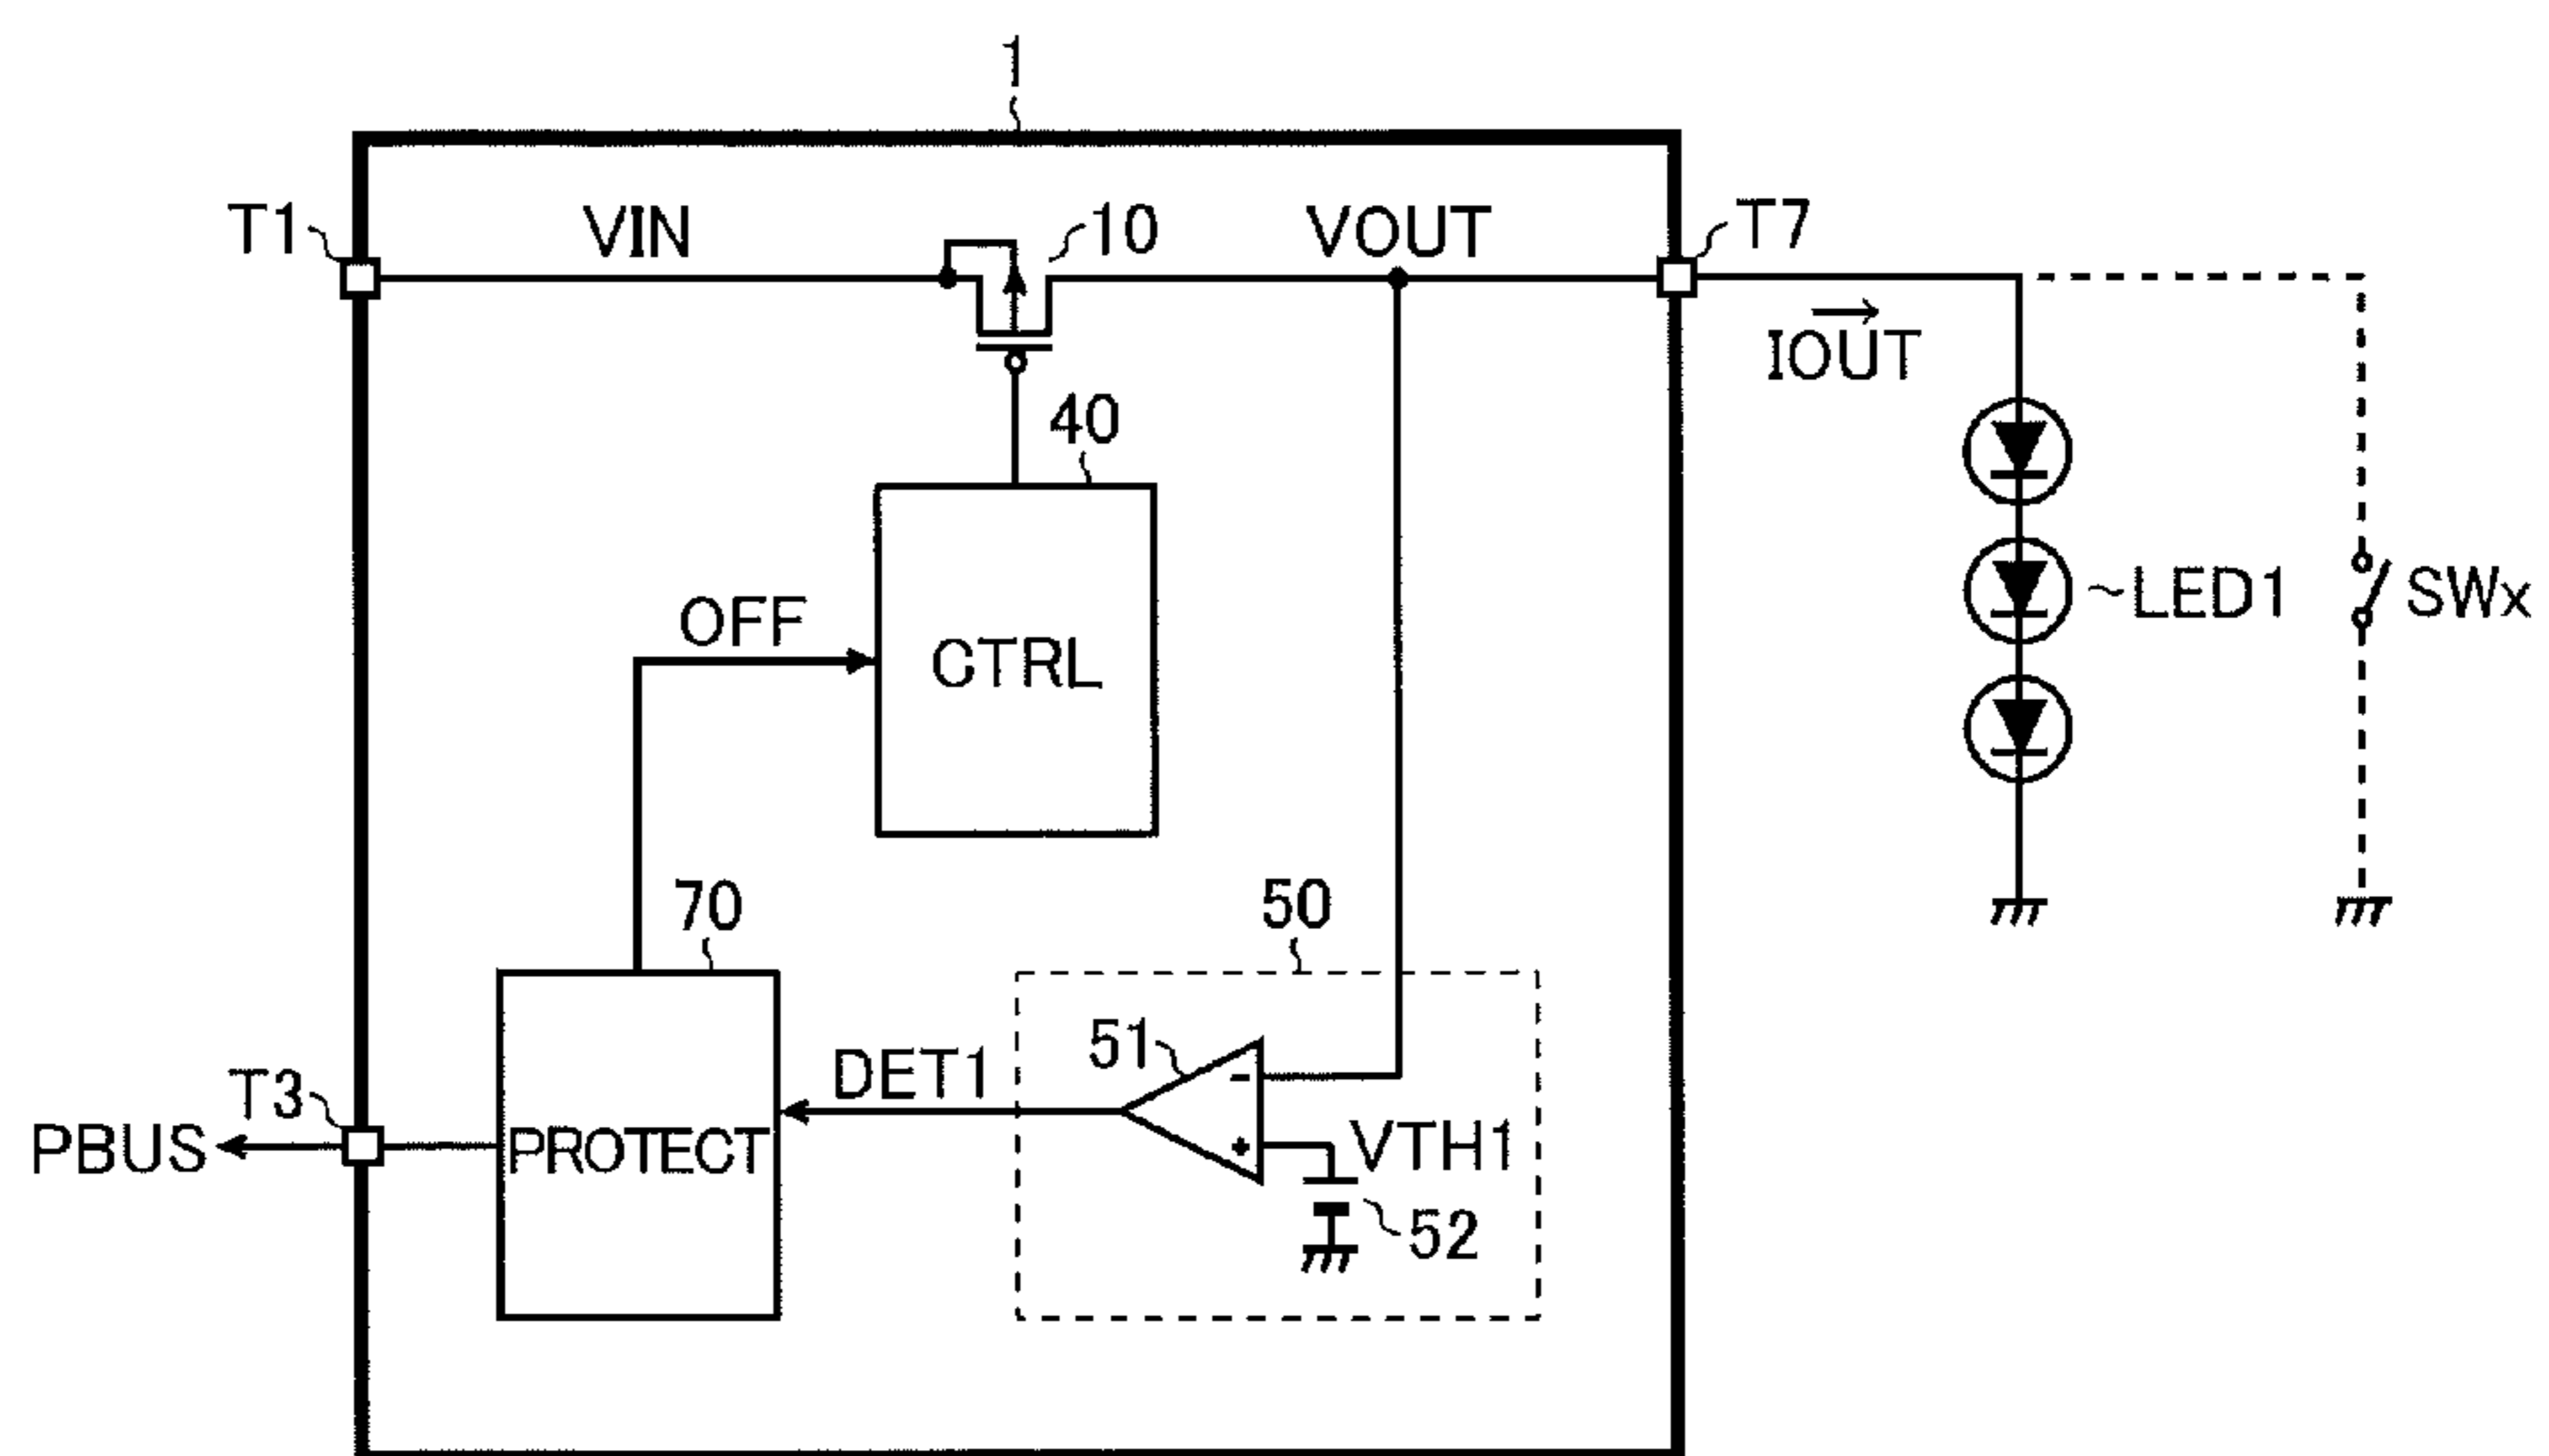 1
T1
VIN
10
VOUT
T7
IOUT
40
OFF
CTRL
LED1
SWx
70
50
51
DET1
-
+
VTH1
52
T3
PBUS
PROTECT